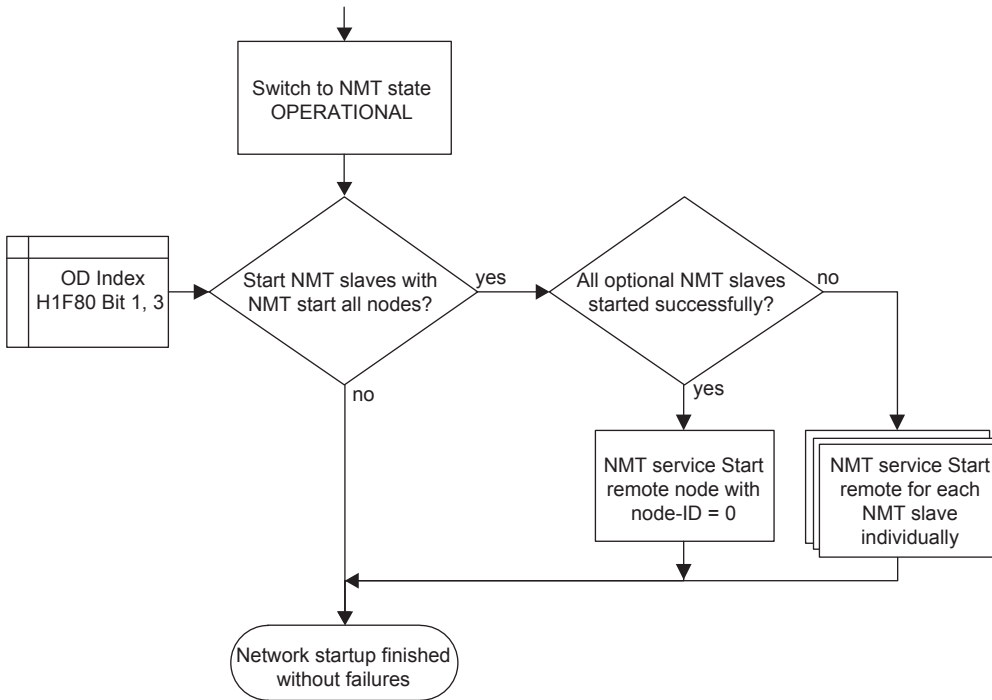 Switch to NMT state
OPERATIONAL
OD Index
H1F80 Bit 1, 3
Start NMT slaves with
NMT start all nodes?
yes
All optional NMT slaves
started successfully?
no
no
yes
NMT service Start
remote node with
node-ID = 0
NMT service Start
remote for each
NMT slave
individually
Network startup finished
without failures